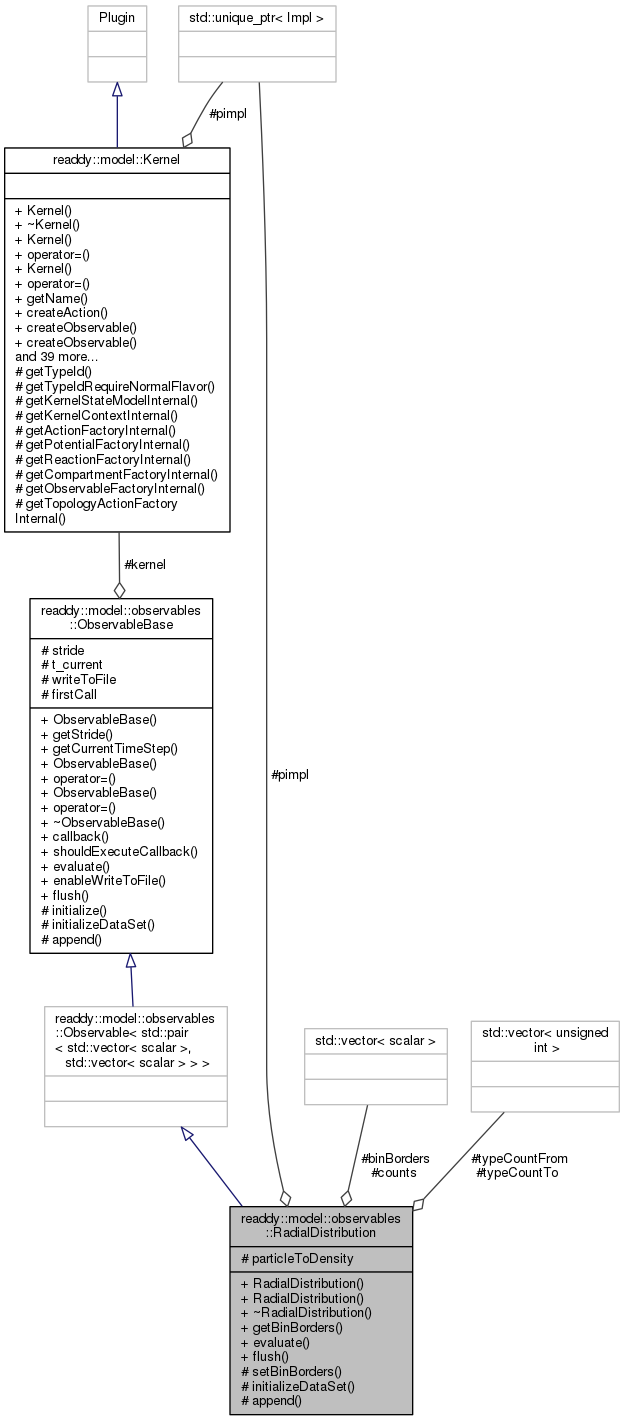 Plugin
std::unique_ptr< Impl >
#pimpl
readdy::model::Kernel
+ Kernel()
+ ~Kernel()
+ Kernel()
+ operator=()
+ Kernel()
+ operator=()
+ getName()
+ createAction()
+ createObservable()
+ createObservable()
and 39 more...
# getTypeId()
# getTypeIdRequireNormalFlavor()
# getKernelStateModelInternal()
# getKernelContextInternal()
# getActionFactoryInternal()
# getPotentialFactoryInternal()
# getReactionFactoryInternal()
# getCompartmentFactoryInternal()
# getObservableFactoryInternal()
# getTopologyActionFactory
Internal()
#kernel
readdy::model::observables
::ObservableBase
# stride
# t_current
# writeToFile
# firstCall
+ ObservableBase()
+ getStride()
+ getCurrentTimeStep()
+ ObservableBase()
+ operator=()
+ ObservableBase()
+ operator=()
+ ~ObservableBase()
+ callback()
+ shouldExecuteCallback()
+ evaluate()
+ enableWriteToFile()
+ flush()
# initialize()
# initializeDataSet()
# append()
#pimpl
readdy::model::observables
::Observable< std::pair
< std::vector< scalar >,
std::vector< scalar > > >
std::vector< scalar >
std::vector< unsigned
int >
#binBorders
#counts
#typeCountFrom
#typeCountTo
readdy::model::observables
::RadialDistribution
# particleToDensity
+ RadialDistribution()
+ RadialDistribution()
+ ~RadialDistribution()
+ getBinBorders()
+ evaluate()
+ flush()
# setBinBorders()
# initializeDataSet()
# append()